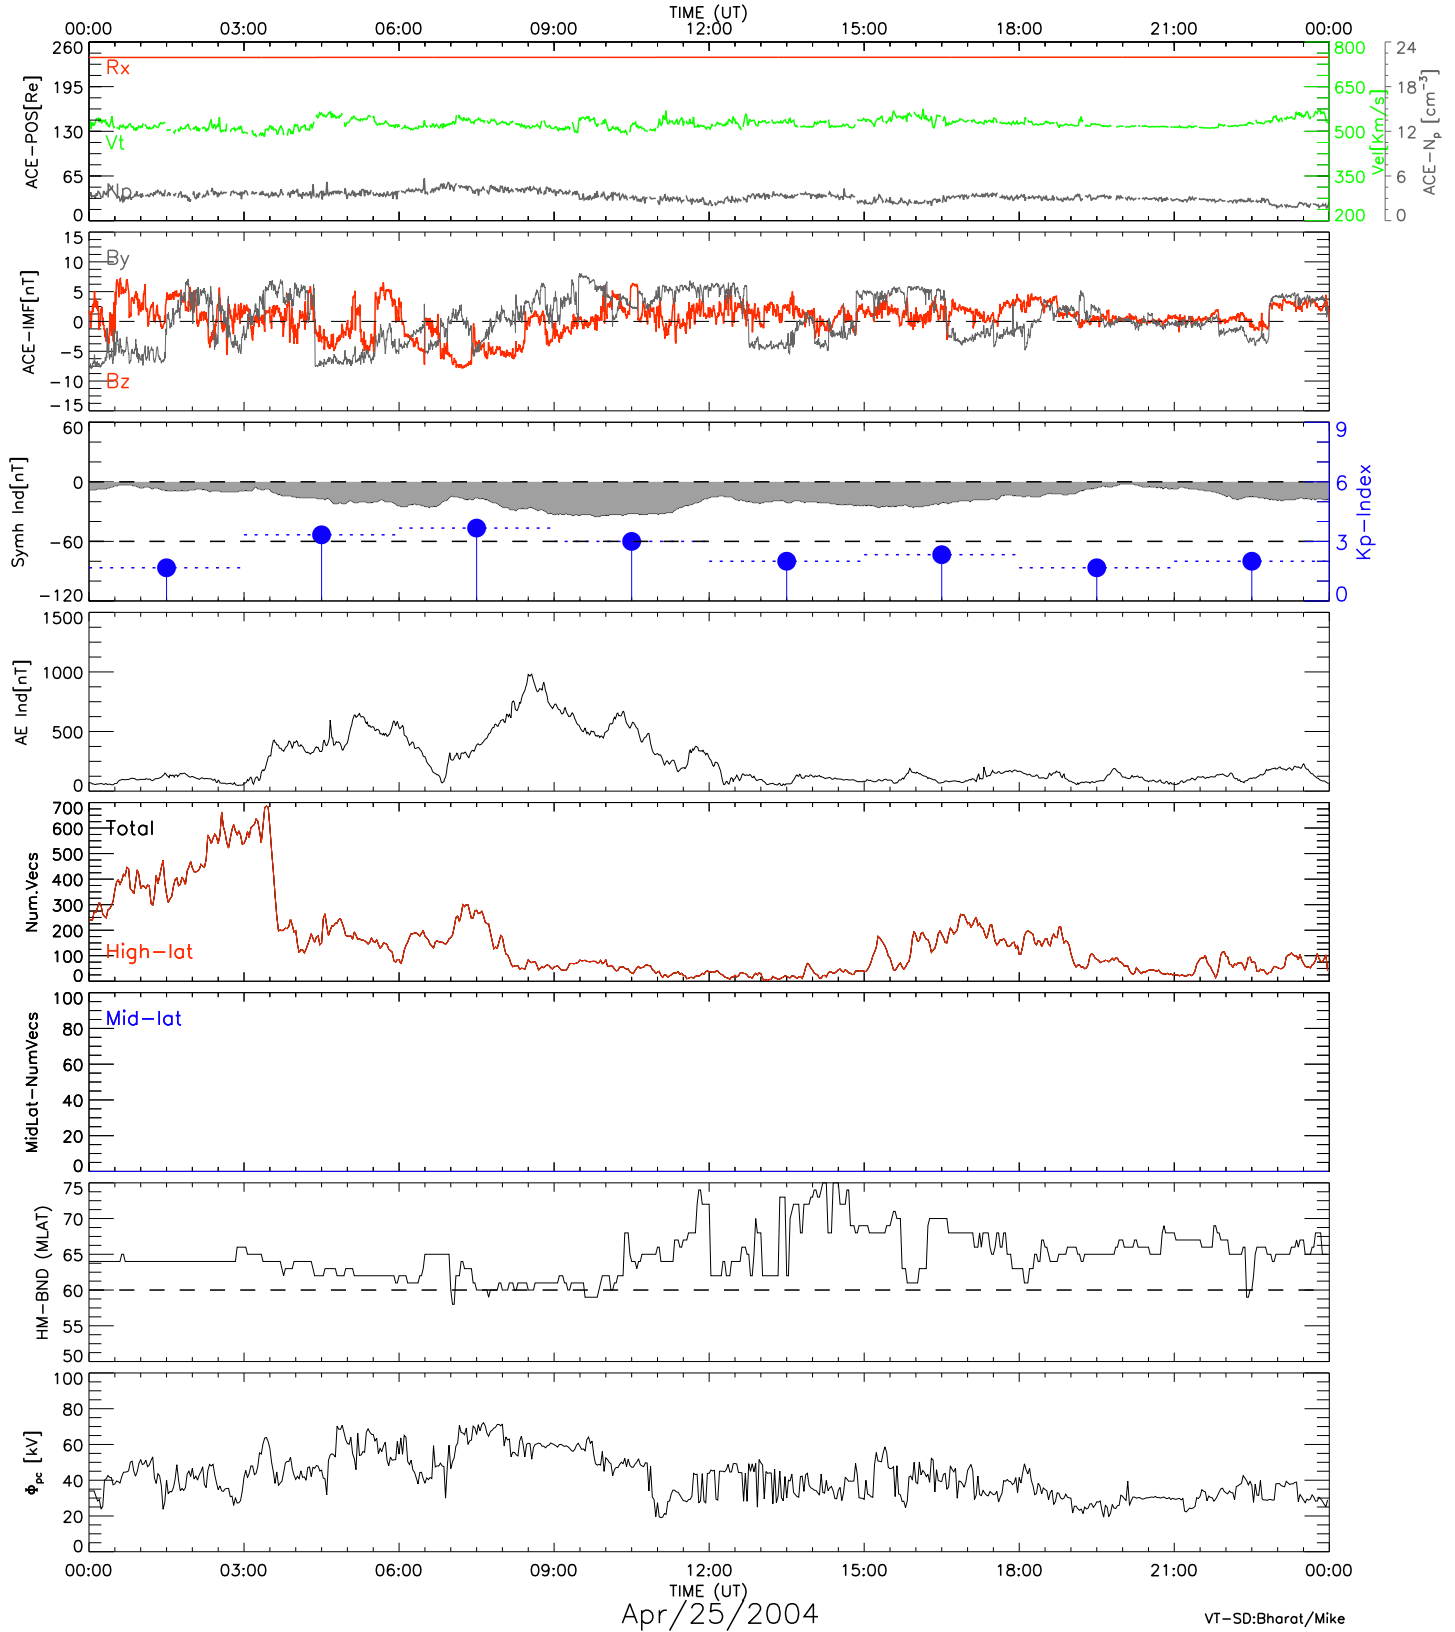 TIME (UT)
00:00 03:00 06:00 09:00 12:00 15:00 18:00 21:00 00:00
ACE-POS[Re]
260
195
130
65
0
Rx
Vt
Np
800
650
500
350
200
Vel[Km/s]
24
18
12
6
0
ACE-Np [cm⁻³]
ACE-IMF[nT]
15
10
5
0
-5
-10
-15
By
Bz
Symh Ind[nT]
60
0
-60
-120
9
6
3
0
Kp-Index
AE Ind[nT]
1500
1000
500
0
Num.Vecs
700
600
500
400
300
200
100
0
Total
High-lat
MidLat-NumVecs
100
80
60
40
20
0
Mid-lat
HM-BND (MLAT)
75
70
65
60
55
50
Φpc [kV]
100
80
60
40
20
0
00:00 03:00 06:00 09:00 12:00 15:00 18:00 21:00 00:00
TIME (UT)
Apr/25/2004
VT-SD:Bharat/Mike